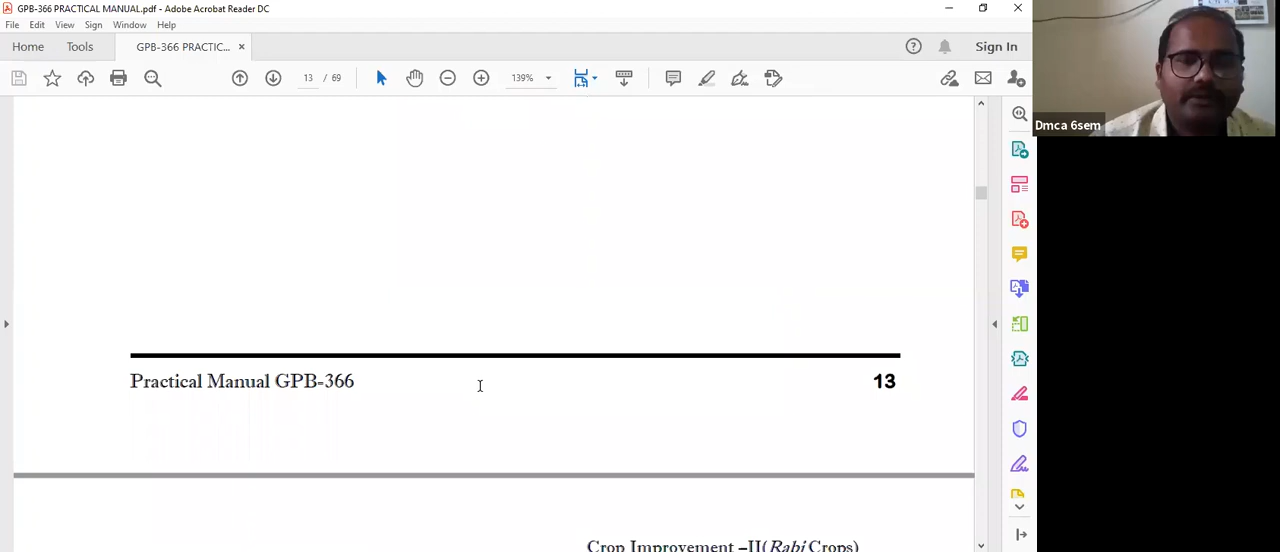 GPB-366 PRACTICAL MANUAL.pdf - Adobe Acrobat Reader DC
File Edit View Sign Window Help
Home Tools GPB-366 PRACTIC... × Sign In
13 / 69 139%
Dmca 6sem
Practical Manual GPB-366 13
Crop Improvement –II(Rabi Crops)